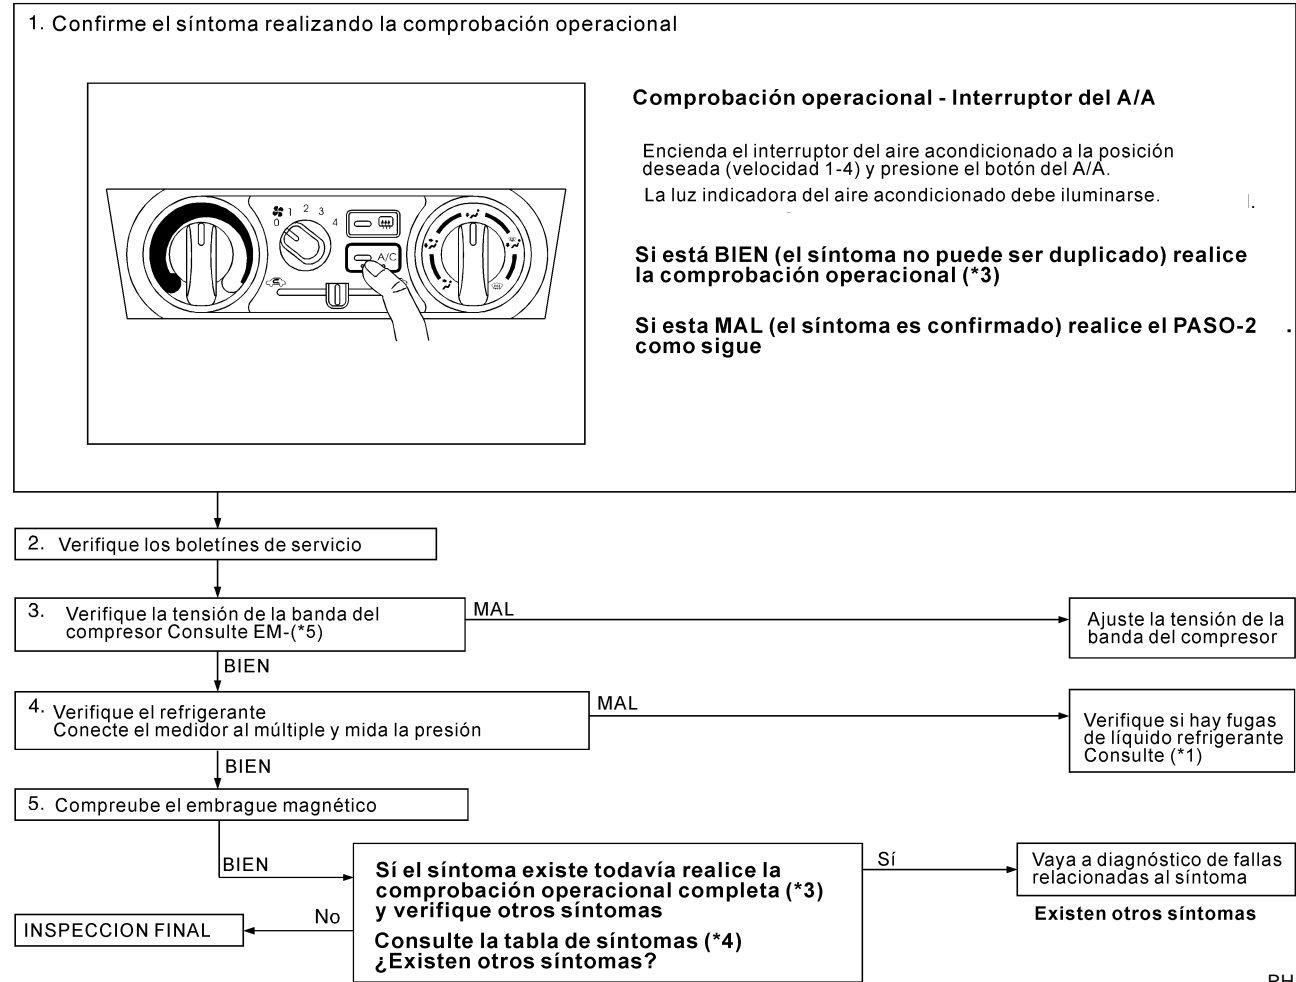 1. Confirme el síntoma realizando la comprobación operacional
Comprobación operacional - Interruptor del A/A
Encienda el interruptor del aire acondicionado a la posición
deseada (velocidad 1-4) y presione el botón del A/A.
La luz indicadora del aire acondicionado debe iluminarse.
Si está BIEN (el síntoma no puede ser duplicado) realice
la comprobación operacional (*3)
Si esta MAL (el síntoma es confirmado) realice el PASO-2 .
como sigue
0 1 2 3 4
A/C
2. Verifique los boletínes de servicio
3. Verifique la tensión de la banda del
compresor Consulte EM-(*5)
MAL
Ajuste la tensión de la
banda del compresor
BIEN
4. Verifique el refrigerante
Conecte el medidor al múltiple y mida la presión
MAL
Verifique si hay fugas
de líquido refrigerante
Consulte (*1)
BIEN
5. Compreube el embrague magnético
BIEN
Sí el síntoma existe todavía realice la
comprobación operacional completa (*3)
y verifique otros síntomas
Consulte la tabla de síntomas (*4)
¿Existen otros síntomas?
Sí
Vaya a diagnóstico de fallas
relacionadas al síntoma
Existen otros síntomas
No
INSPECCION FINAL